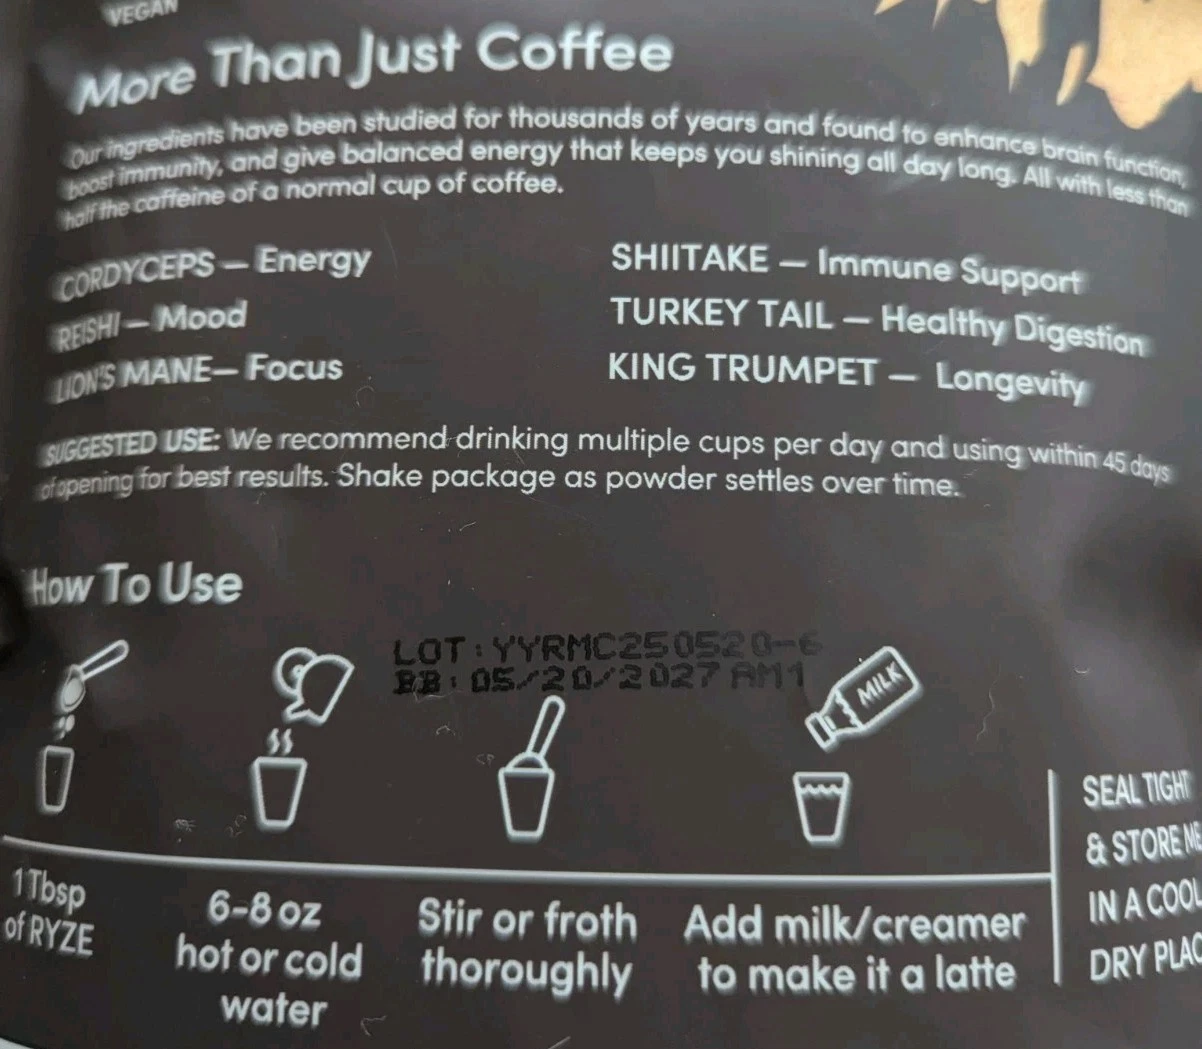 VEGAN
More Than Just Coffee
Our ingredients have been studied for thousands of years and found to enhance brain function,
boost immunity, and give balanced energy that keeps you shining all day long. All with less than
half the caffeine of a normal cup of coffee.
CORDYCEPS – Energy
REISHI – Mood
LION'S MANE– Focus
SHIITAKE – Immune Support
TURKEY TAIL – Healthy Digestion
KING TRUMPET – Longevity
SUGGESTED USE: We recommend drinking multiple cups per day and using within 45 days
of opening for best results. Shake package as powder settles over time.
How To Use
LOT:YYRMC250520-6
BB:05/20/2027 AM1
MILK
1 Tbsp
of RYZE
6-8 oz
hot or cold
water
Stir or froth
thoroughly
Add milk/creamer
to make it a latte
SEAL TIGHT
& STORE ME
IN A COOL
DRY PLAC